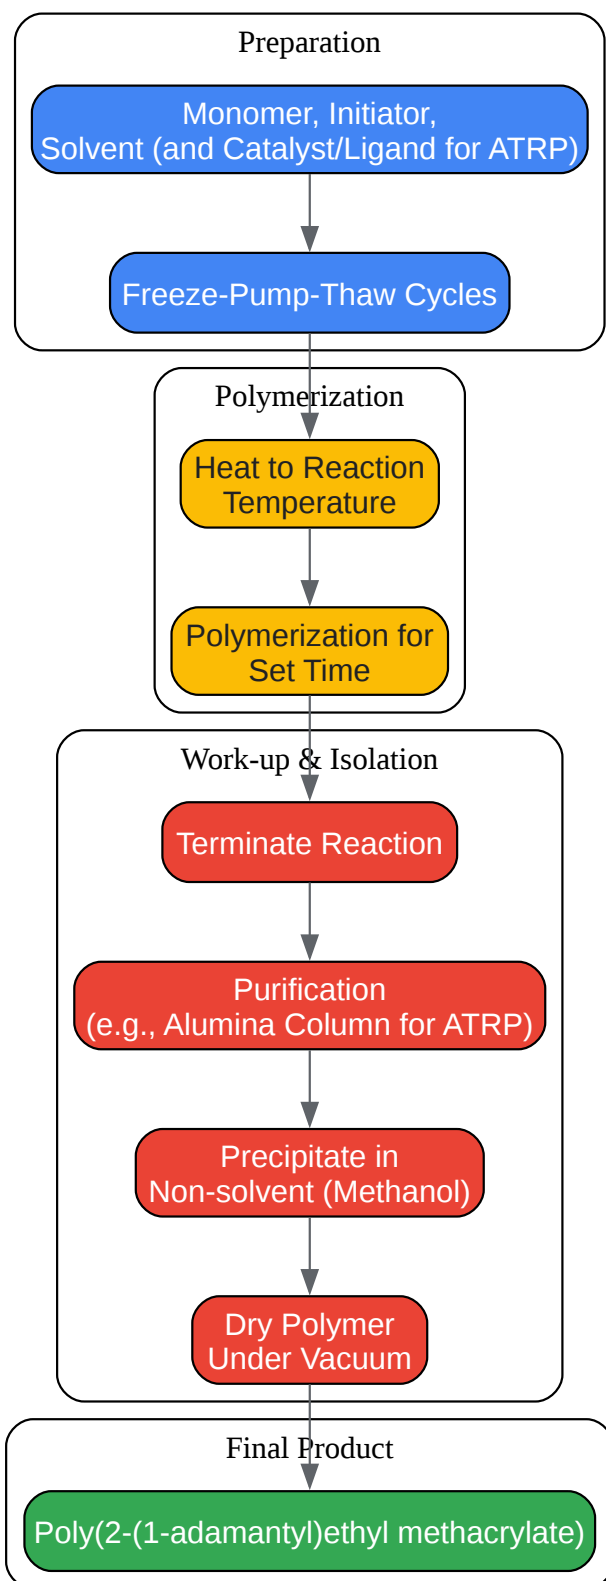 Preparation
Monomer, Initiator,
Solvent (and Catalyst/Ligand for ATRP)
Freeze-Pump-Thaw Cycles
Polymerization
Heat to Reaction
Temperature
Polymerization for
Set Time
Work-up & Isolation
Terminate Reaction
Purification
(e.g., Alumina Column for ATRP)
Precipitate in
Non-solvent (Methanol)
Dry Polymer
Under Vacuum
Final Product
Poly(2-(1-adamantyl)ethyl methacrylate)